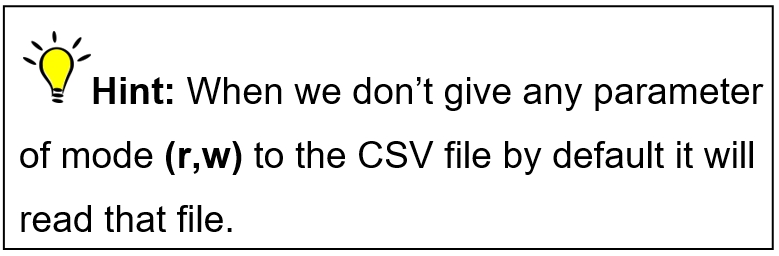 Hint: When we don’t give any parameter
of mode (r,w) to the CSV file by default it will
read that file.